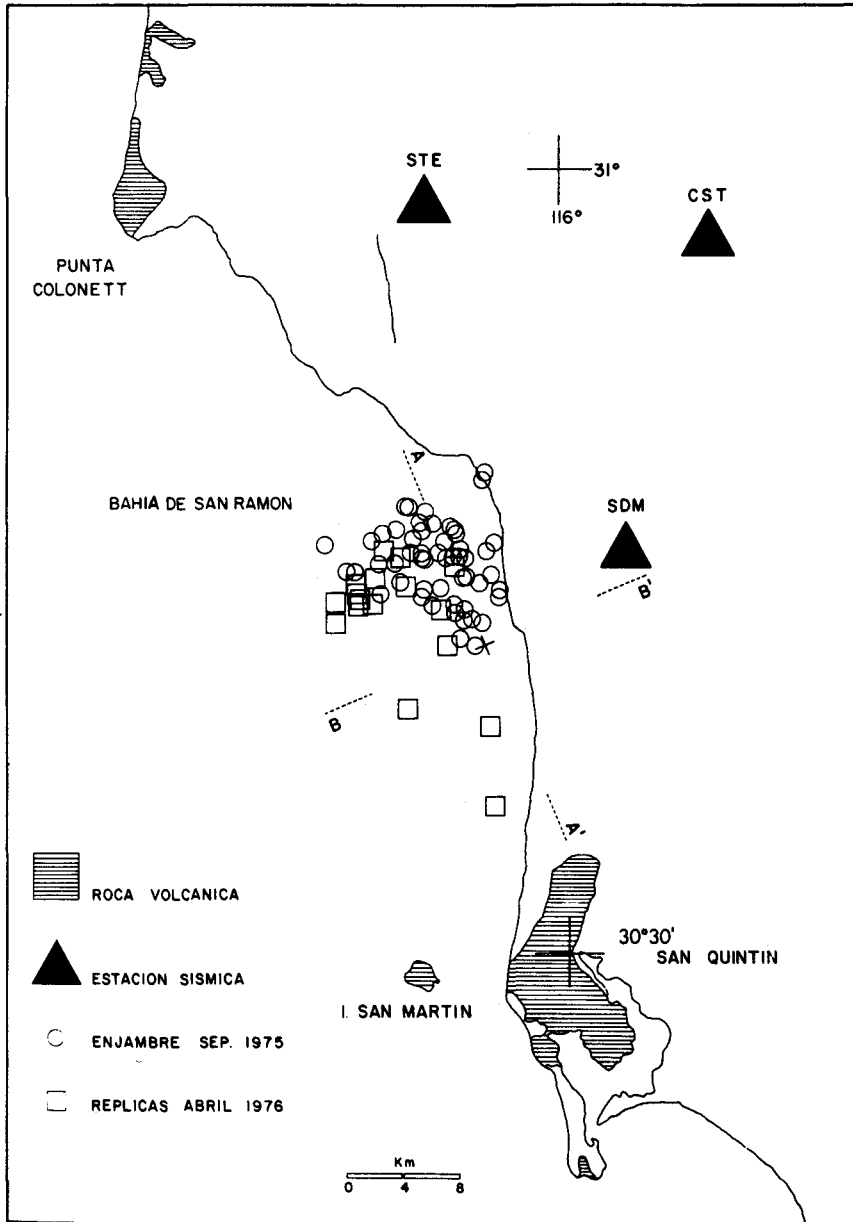 STE
31°
116°
CST
PUNTA
COLONETT
A
BAHIA DE SAN RAMON
SDM
B'
B
A'
ROCA VOLCANICA
30°30'
SAN QUINTIN
ESTACION SISMICA
I. SAN MARTIN
ENJAMBRE SEP. 1975
REPLICAS ABRIL 1976
Km
0 4 8